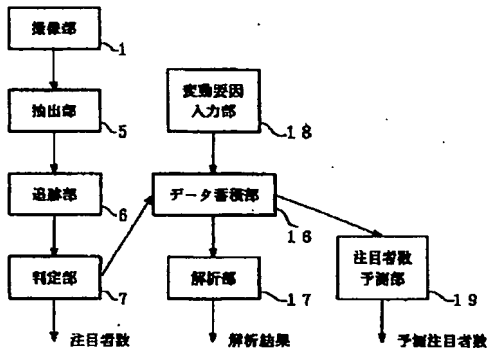 撮像部
1
抽出部
5
変動要因
入力部
18
追跡部
6
データ蓄積部
16
判定部
7
解析部
17
注目者数
予測部
19
注目者数
解析結果
予測注目者数